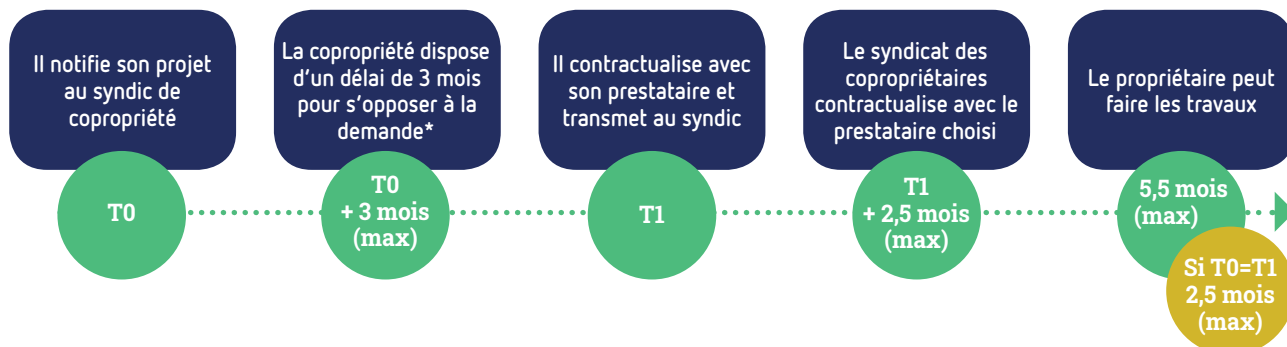 Il notifie son projet
au syndic de
copropriété
La copropriété dispose
d'un délai de 3 mois
pour s'opposer à la
demande*
Il contractualise avec
son prestataire et
transmet au syndic
Le syndicat des
copropriétaires
contractualise avec le
prestataire choisi
Le propriétaire peut
faire les travaux
T0
T0
+ 3 mois
(max)
T1
T1
+ 2,5 mois
(max)
5,5 mois
(max)
Si T0=T1
2,5 mois
(max)